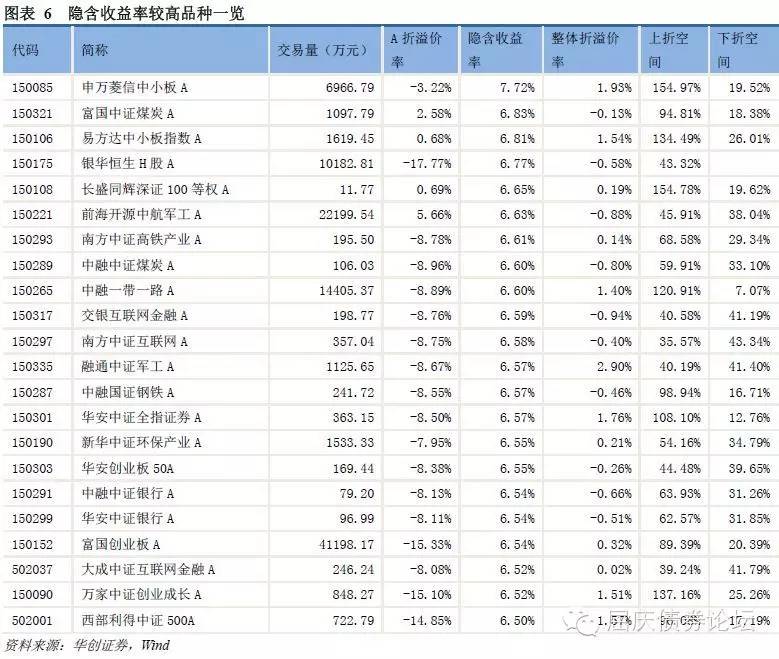 图表 6 隐含收益率较高品种一览
代码 简称 交易量（万元） A 折溢价率 隐含收益率 整体折溢价率 上折空间 下折空间
150085 申万菱信中小板 A 6966.79 -3.22% 7.72% 1.93% 154.97% 19.52%
150321 富国中证煤炭 A 1097.79 2.58% 6.83% -0.13% 94.81% 18.38%
150106 易方达中小板指数 A 1619.45 0.68% 6.81% 1.54% 134.49% 26.01%
150175 银华恒生 H 股 A 10182.81 -17.77% 6.77% -0.58% 43.32%
150108 长盛同辉深证 100 等权 A 11.77 0.69% 6.65% 0.19% 154.78% 19.62%
150221 前海开源中航军工 A 22199.54 5.66% 6.63% -0.88% 45.91% 38.04%
150293 南方中证高铁产业 A 195.50 -8.78% 6.61% 0.14% 68.58% 29.34%
150289 中融中证煤炭 A 106.03 -8.96% 6.60% -0.80% 59.91% 33.10%
150265 中融一带一路 A 14405.37 -8.89% 6.60% 1.40% 120.91% 7.07%
150317 交银互联网金融 A 198.77 -8.76% 6.59% -0.94% 40.58% 41.19%
150297 南方中证互联网 A 357.04 -8.75% 6.58% -0.40% 35.57% 43.34%
150335 融通中证军工 A 1125.65 -8.67% 6.57% 2.90% 40.19% 41.40%
150287 中融国证钢铁 A 241.72 -8.55% 6.57% -0.46% 98.94% 16.71%
150301 华安中证全指证券 A 363.15 -8.50% 6.57% 1.76% 108.10% 12.76%
150190 新华中证环保产业 A 1533.33 -7.95% 6.55% 0.21% 54.16% 34.79%
150303 华安创业板 50A 169.44 -8.38% 6.55% -0.26% 44.48% 39.65%
150291 中融中证银行 A 79.20 -8.13% 6.54% -0.66% 63.93% 31.26%
150299 华安中证银行 A 96.99 -8.11% 6.54% -0.51% 62.57% 31.85%
150152 富国创业板 A 41198.17 -15.33% 6.54% 0.32% 89.39% 20.39%
502037 大成中证互联网金融 A 246.24 -8.08% 6.52% 0.02% 39.24% 41.79%
150090 万家中证创业成长 A 848.27 -15.10% 6.52% 1.51% 137.16% 25.26%
502001 西部利得中证 500A 722.79 -14.85% 6.50% 17.19%
屈庆债券论坛
资料来源：华创证券，Wind